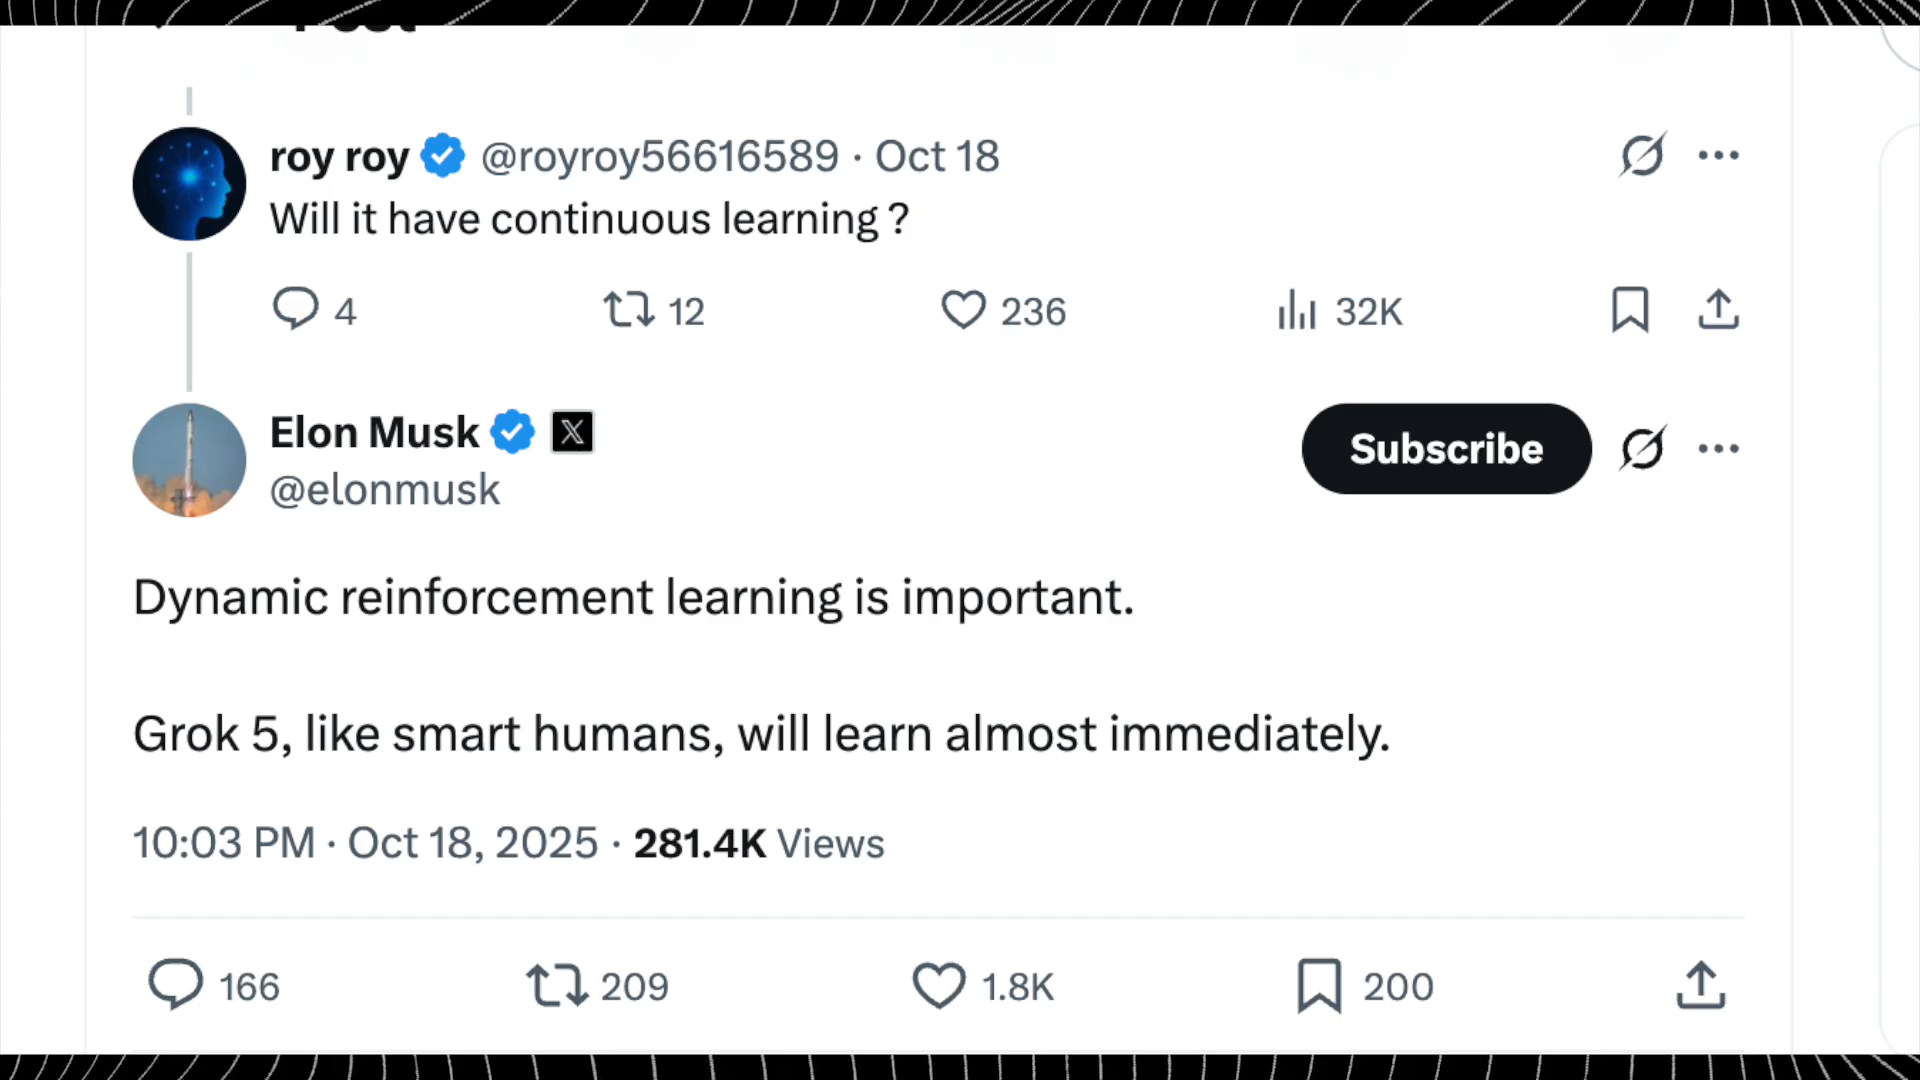 Post
roy roy @royroy56616589 · Oct 18
Will it have continuous learning ?
4 12 236 32K
Elon Musk
@elonmusk
Subscribe
Dynamic reinforcement learning is important.
Grok 5, like smart humans, will learn almost immediately.
10:03 PM · Oct 18, 2025 · 281.4K Views
166 209 1.8K 200